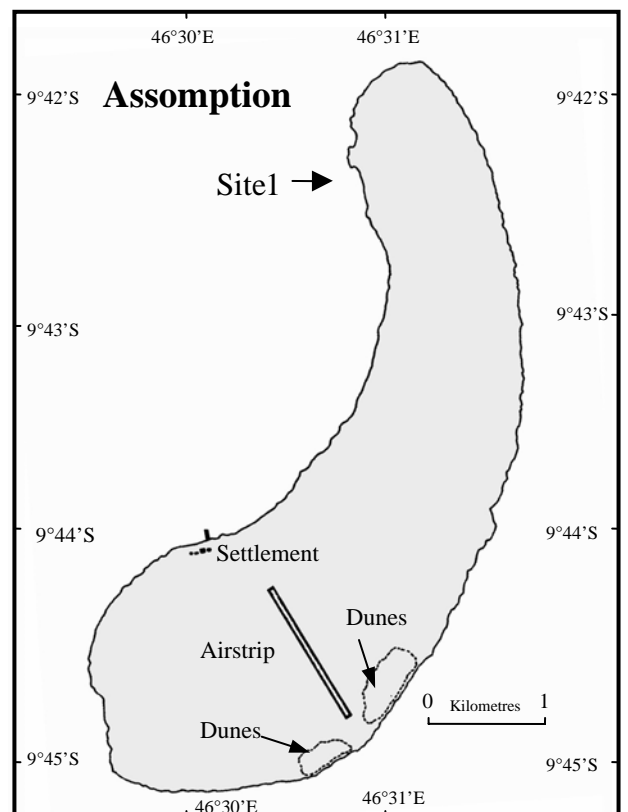 46°30’E 46°31’E
9°42’S Assomption 9°42’S
Site1
9°43’S 9°43’S
9°44’S 9°44’S
Settlement
Dunes
Airstrip
0 Kilometres 1
Dunes
9°45’S 9°45’S
46°30’E 46°31’E